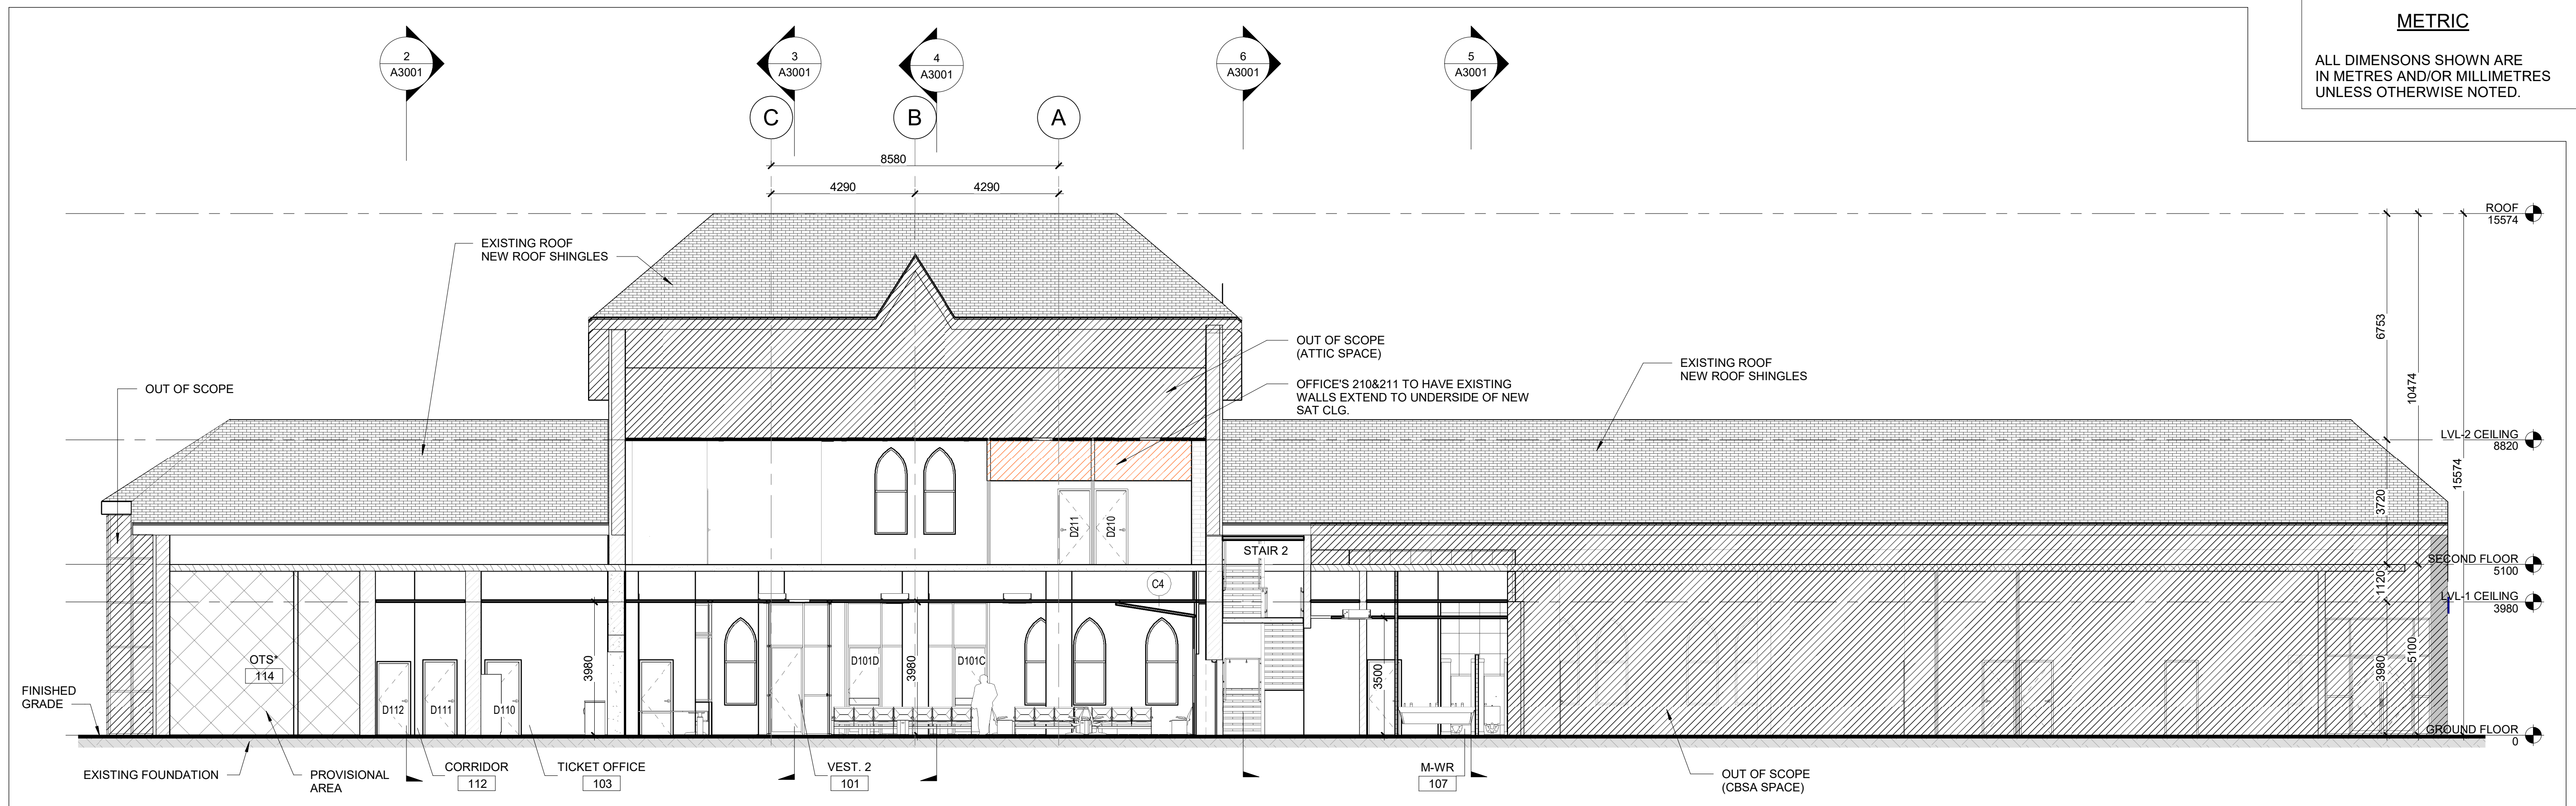 METRIC
ALL DIMENSONS SHOWN ARE
IN METRES AND/OR MILLIMETRES
UNLESS OTHERWISE NOTED.
2
A3001
3
A3001
4
A3001
6
A3001
5
A3001
C
B
A
8580
4290
4290
ROOF
15574
EXISTING ROOF
NEW ROOF SHINGLES
6753
OUT OF SCOPE
(ATTIC SPACE)
EXISTING ROOF
NEW ROOF SHINGLES
OUT OF SCOPE
OFFICE'S 210&211 TO HAVE EXISTING
WALLS EXTEND TO UNDERSIDE OF NEW
SAT CLG.
10474
LVL-2 CEILING
8820
15574
3720
D211
D210
STAIR 2
SECOND FLOOR
5100
C4
1120
LVL-1 CEILING
3980
OTS*
114
D101D
D101C
3980
3980
3500
3980
5100
FINISHED
GRADE
D112
D111
D110
GROUND FLOOR
0
EXISTING FOUNDATION
PROVISIONAL
AREA
CORRIDOR
112
TICKET OFFICE
103
VEST. 2
101
M-WR
107
OUT OF SCOPE
(CBSA SPACE)